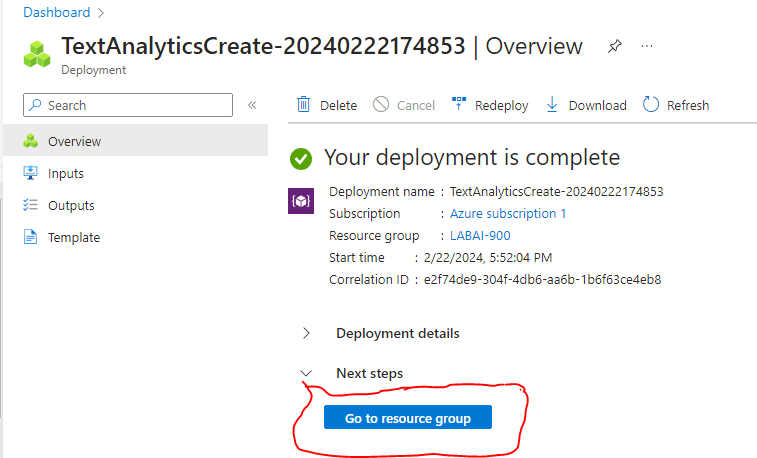 Dashboard >
TextAnalyticsCreate-20240222174853 | Overview ...
Deployment
Search «
Delete Cancel Redeploy Download Refresh
Overview
Inputs
Outputs
Template
Your deployment is complete
Deployment name : TextAnalyticsCreate-20240222174853
Subscription : Azure subscription 1
Resource group : LABAI-900
Start time : 2/22/2024, 5:52:04 PM
Correlation ID : e2f74de9-304f-4db6-aa6b-1b6f63ce4eb8
Deployment details
Next steps
Go to resource group